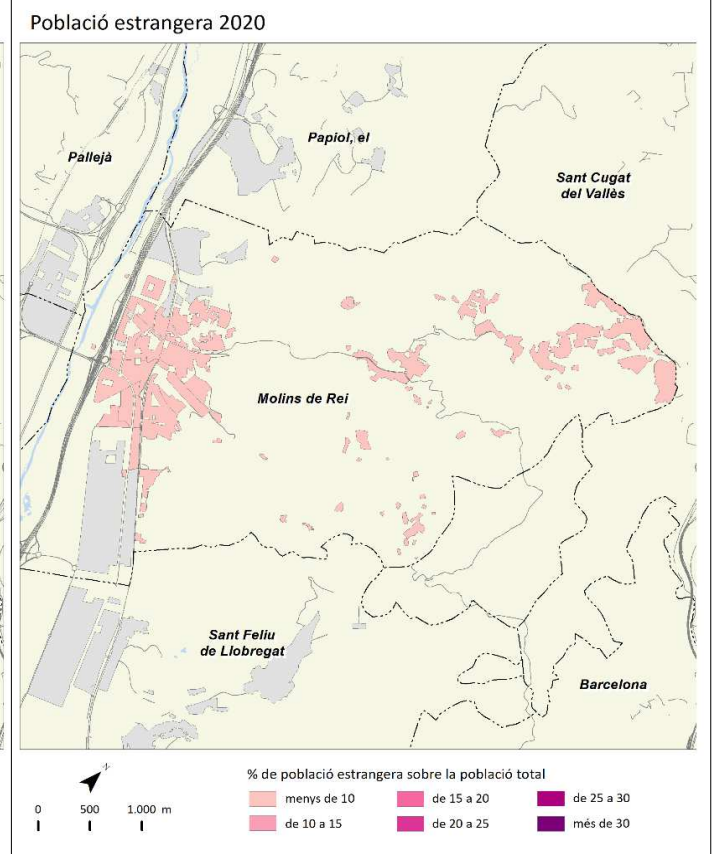 Població estrangera 2020
Papiol, el
Pallejà
Sant Cugat
del Vallès
Molins de Rei
Sant Feliu
de Llobregat
Barcelona
N
% de població estrangera sobre la població total
0 500 1.000 m
menys de 10
de 15 a 20
de 25 a 30
de 10 a 15
de 20 a 25
més de 30